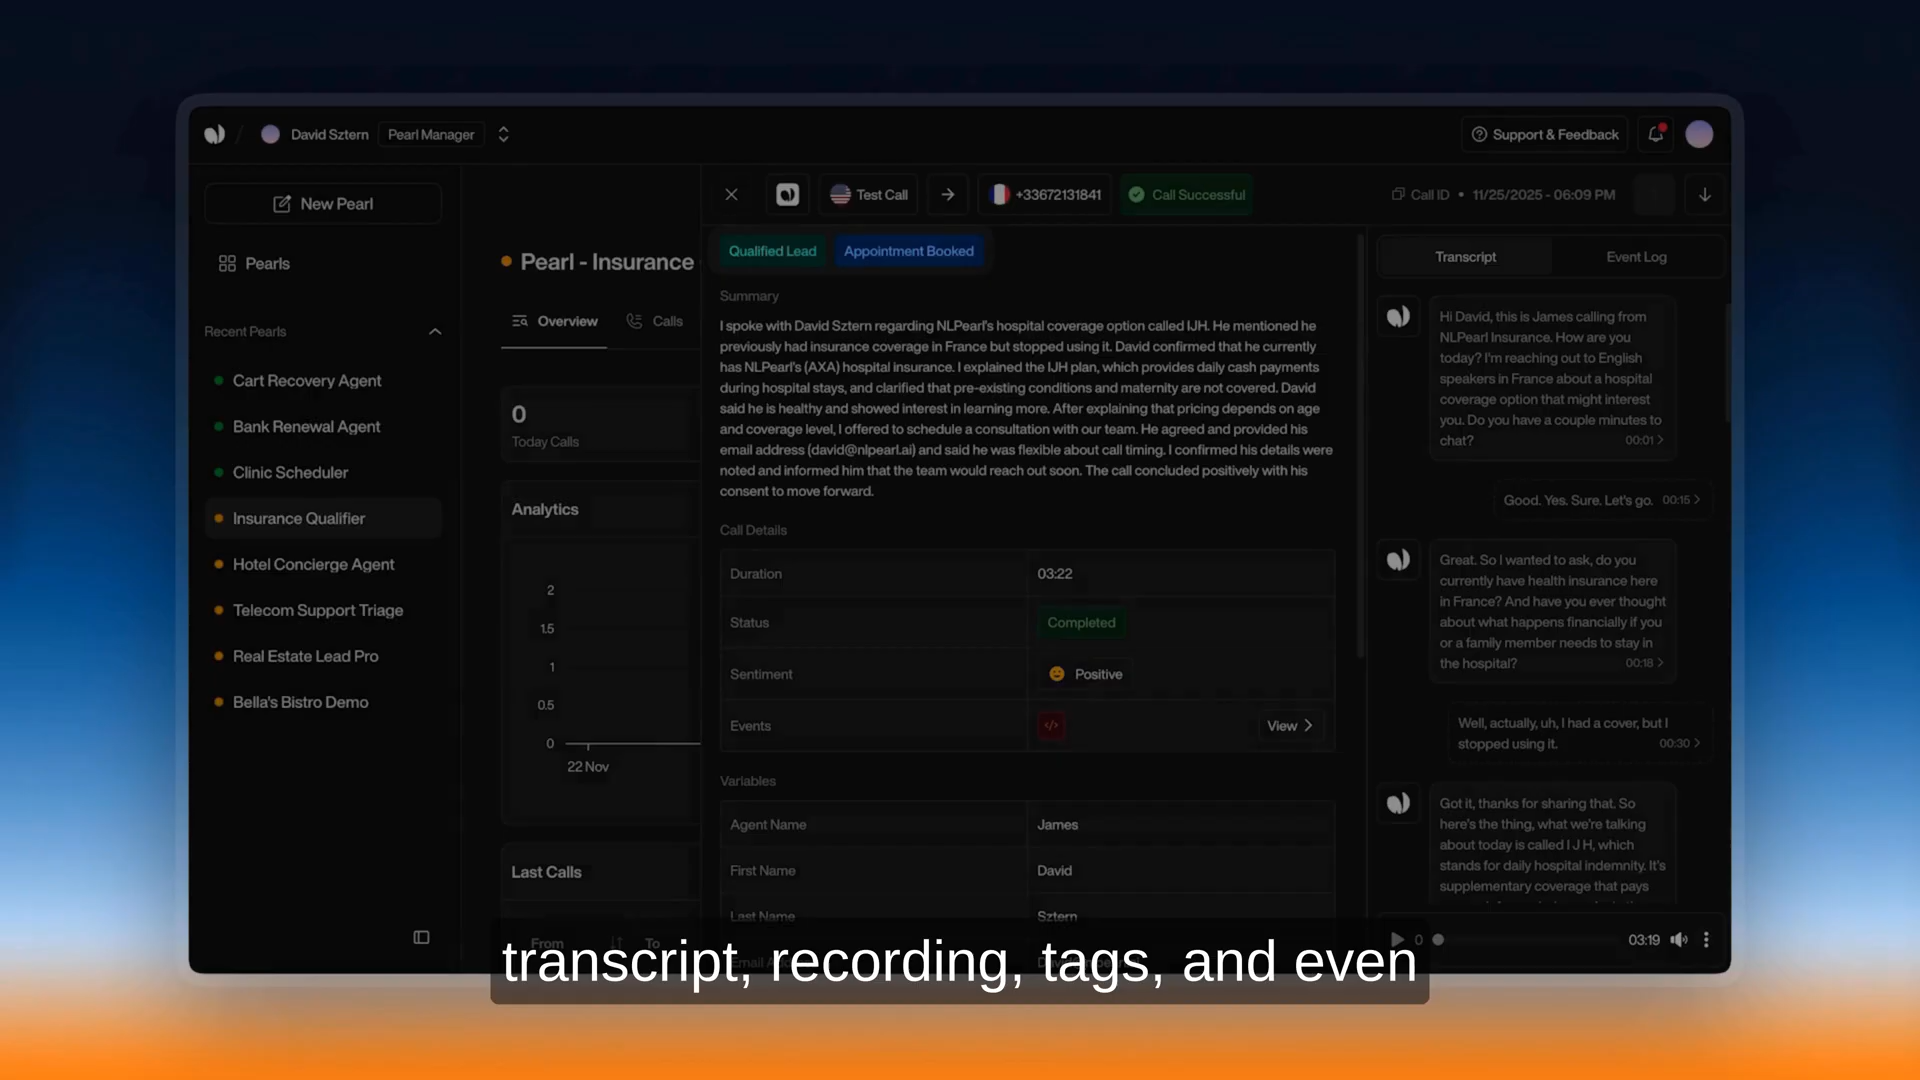 / David Sztern Pearl Manager
Support & Feedback
New Pearl
Pearls
Recent Pearls
Cart Recovery Agent
Bank Renewal Agent
Clinic Scheduler
Insurance Qualifier
Hotel Concierge Agent
Telecom Support Triage
Real Estate Lead Pro
Bella's Bistro Demo
Pearl - Insurance
Overview Calls
0
Today Calls
Analytics
2
1.5
1
0.5
0
22 Nov
Last Calls
From To
Test Call
+33672131841
Call Successful
Call ID • 11/25/2025 - 06:09 PM
Qualified Lead Appointment Booked
Summary
I spoke with David Sztern regarding NLPearl's hospital coverage option called IJH. He mentioned he
previously had insurance coverage in France but stopped using it. David confirmed that he currently
has NLPearl's (AXA) hospital insurance. I explained the IJH plan, which provides daily cash payments
during hospital stays, and clarified that pre-existing conditions and maternity are not covered. David
said he is healthy and showed interest in learning more. After explaining that pricing depends on age
and coverage level, I offered to schedule a consultation with our team. He agreed and provided his
email address (david@nlpearl.ai) and said he was flexible about call timing. I confirmed his details were
noted and informed him that the team would reach out soon. The call concluded positively with his
consent to move forward.
Call Details
Duration 03:22
Status Completed
Sentiment Positive
Events </> View
Variables
Agent Name James
First Name David
Last Name Sztern
Transcript Event Log
Hi David, this is James calling from
NLPearl Insurance. How are you
today? I'm reaching out to English
speakers in France about a hospital
coverage option that might interest
you. Do you have a couple minutes to
chat? 00:01
Good. Yes. Sure. Let's go. 00:15
Great. So I wanted to ask, do you
currently have health insurance here
in France? And have you ever thought
about what happens financially if you
or a family member needs to stay in
the hospital? 00:18
Well, actually, uh, I had a cover, but I
stopped using it. 00:30
Got it, thanks for sharing that. So
here's the thing, what we're talking
about today is called I J H, which
stands for daily hospital indemnity. It's
supplementary coverage that pays
0 03:19
transcript, recording, tags, and even